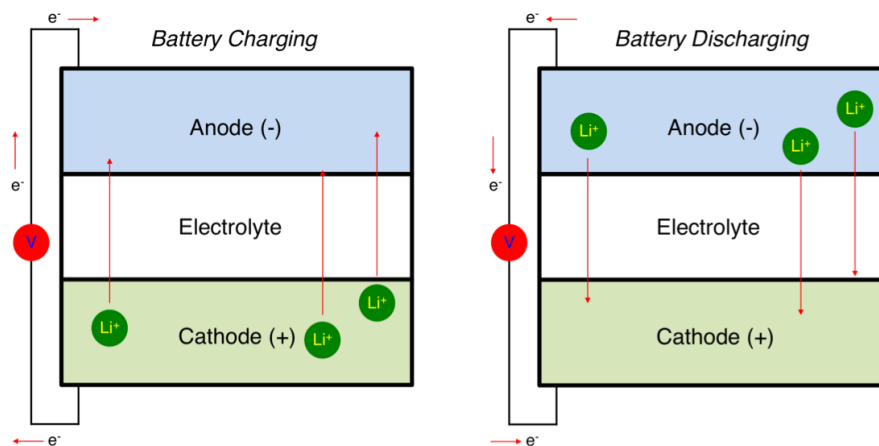 e-
Battery Charging
Anode (-)
e-
V
Electrolyte
Li+
Li+
Cathode (+)
Li+
e-
e-
Battery Discharging
Li+
Anode (-)
Li+
Li+
e-
V
Electrolyte
Cathode (+)
e-